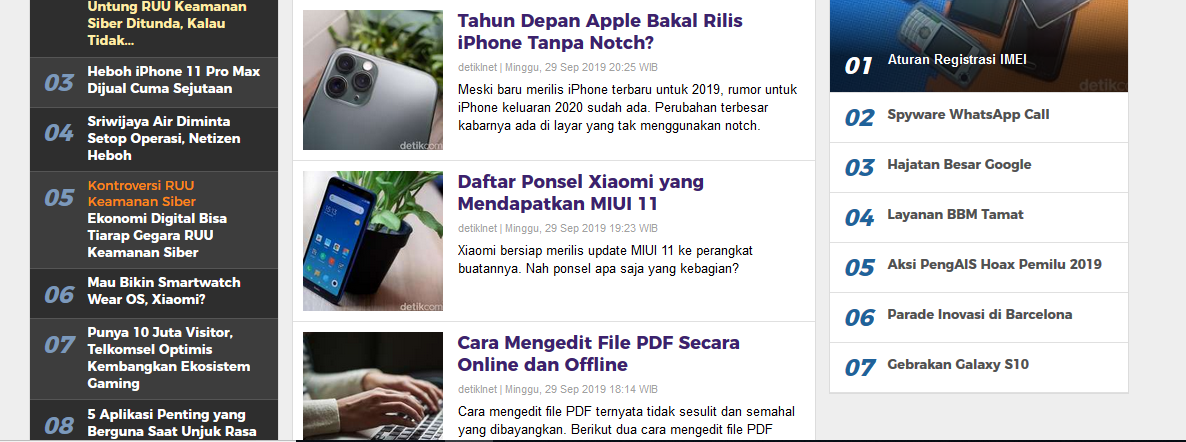 Untung RUU Keamanan
Siber Ditunda, Kalau
Tidak...
03
Heboh iPhone 11 Pro Max
Dijual Cuma Sejutaan
04
Sriwijaya Air Diminta
Setop Operasi, Netizen
Heboh
05
Kontroversi RUU
Keamanan Siber
Ekonomi Digital Bisa
Tiarap Gegara RUU
Keamanan Siber
06
Mau Bikin Smartwatch
Wear OS, Xiaomi?
07
Punya 10 Juta Visitor,
Telkomsel Optimis
Kembangkan Ekosistem
Gaming
08
5 Aplikasi Penting yang
Berguna Saat Unjuk Rasa
detikcom
Tahun Depan Apple Bakal Rilis
iPhone Tanpa Notch?
detikInet | Minggu, 29 Sep 2019 20:25 WIB
Meski baru merilis iPhone terbaru untuk 2019, rumor untuk
iPhone keluaran 2020 sudah ada. Perubahan terbesar
kabarnya ada di layar yang tak menggunakan notch.
detikcom
Daftar Ponsel Xiaomi yang
Mendapatkan MIUI 11
detikInet | Minggu, 29 Sep 2019 19:23 WIB
Xiaomi bersiap merilis update MIUI 11 ke perangkat
buatannya. Nah ponsel apa saja yang kebagian?
Cara Mengedit File PDF Secara
Online dan Offline
detikInet | Minggu, 29 Sep 2019 18:14 WIB
Cara mengedit file PDF ternyata tidak sesulit dan semahal
yang dibayangkan. Berikut dua cara mengedit file PDF
01
Aturan Registrasi IMEI
detikcom
02
Spyware WhatsApp Call
03
Hajatan Besar Google
04
Layanan BBM Tamat
05
Aksi PengAIS Hoax Pemilu 2019
06
Parade Inovasi di Barcelona
07
Gebrakan Galaxy S10